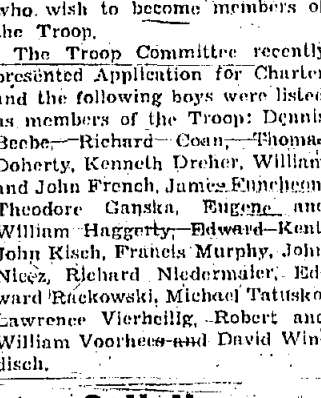 who wish to become members of
the Troop.
The Troop Committee recently
presented Application for Charter
and the following boys were listed
as members of the Troop: Dennis
Beebe, Richard Coan, Thomas
Doherty, Kenneth Dreher, William
and John French, James
Theodore Ganska, Eugene and
William Haggerty, Edward Kent,
John Kisch, Francis Murphy, John
Nicez, Richard Niedermaier, Ed-
ward Rackowski, Michael Tatusko
Lawrence Vierheilig, Robert and
William Voorhees and David Win-
disch.